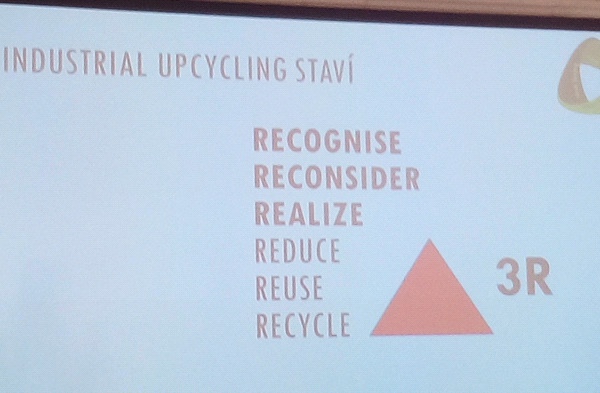 INDUSTRIAL UPCYCLING STAVÍ
RECOGNISE
RECONSIDER
REALIZE
REDUCE
REUSE
RECYCLE
3R